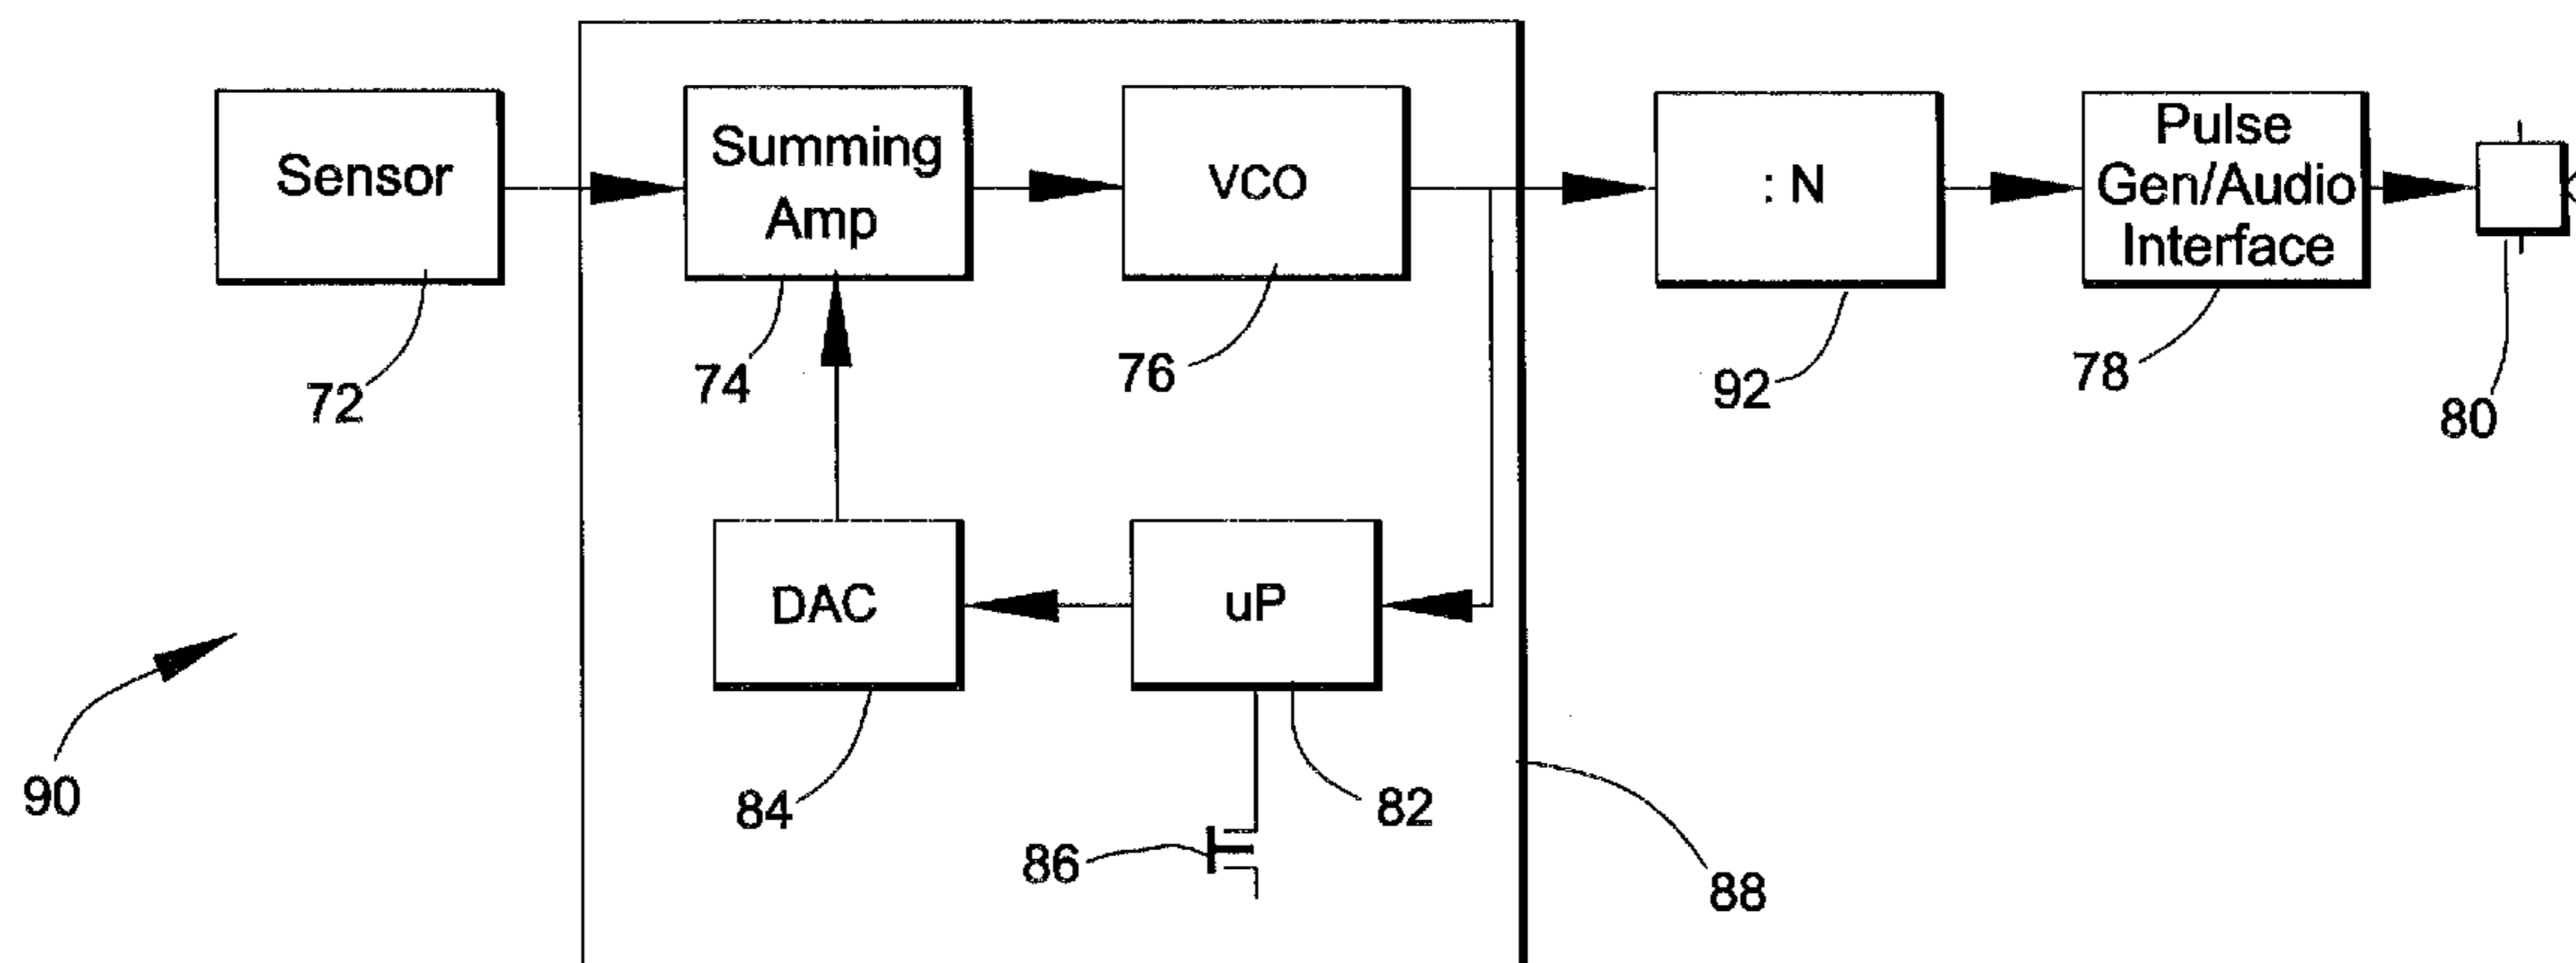 Sensor
Summing
Amp
VCO
: N
Pulse
Gen/Audio
Interface
72
74
76
92
78
80
DAC
uP
90
84
82
86
88